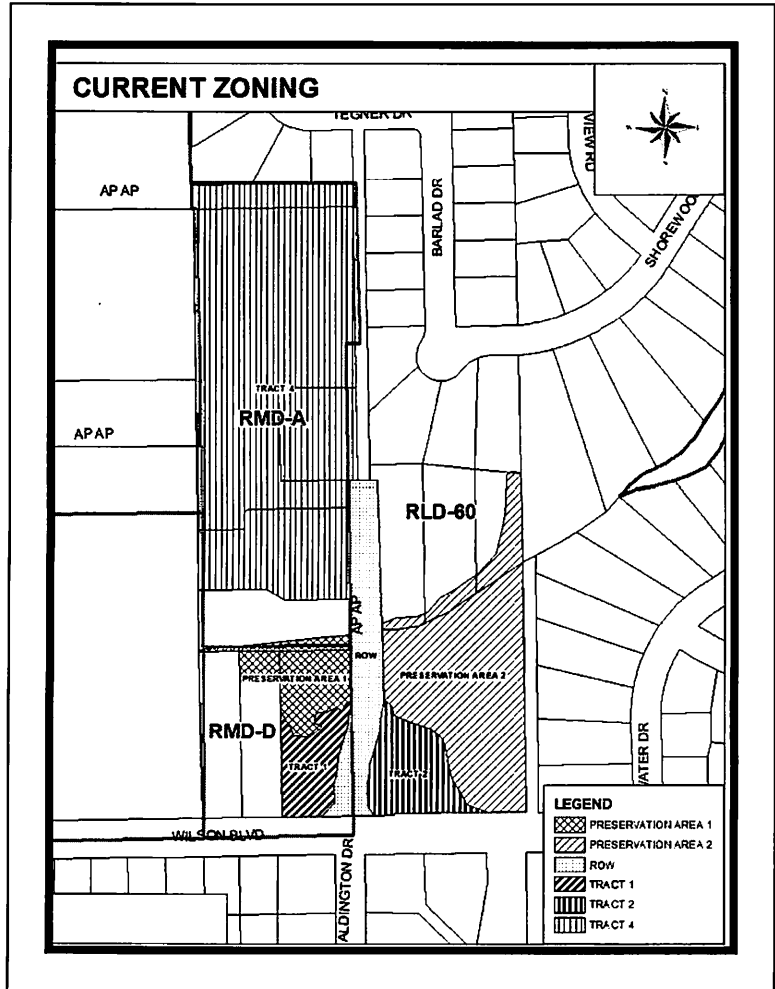 CURRENT ZONING
TEGNER DR
VIEW RD
AP AP
BARLAD DR
SHOREWOOD
TRACT 4
RMD-A
AP AP
RLD-60
AP AP
ROW
PRESERVATION AREA 1
PRESERVATION AREA 2
RMD-D
TRACT 1
TRACT 2
WATER DR
WILSON BLVD
ALDINGTON DR
LEGEND
PRESERVATION AREA 1
PRESERVATION AREA 2
ROW
TRACT 1
TRACT 2
TRACT 4